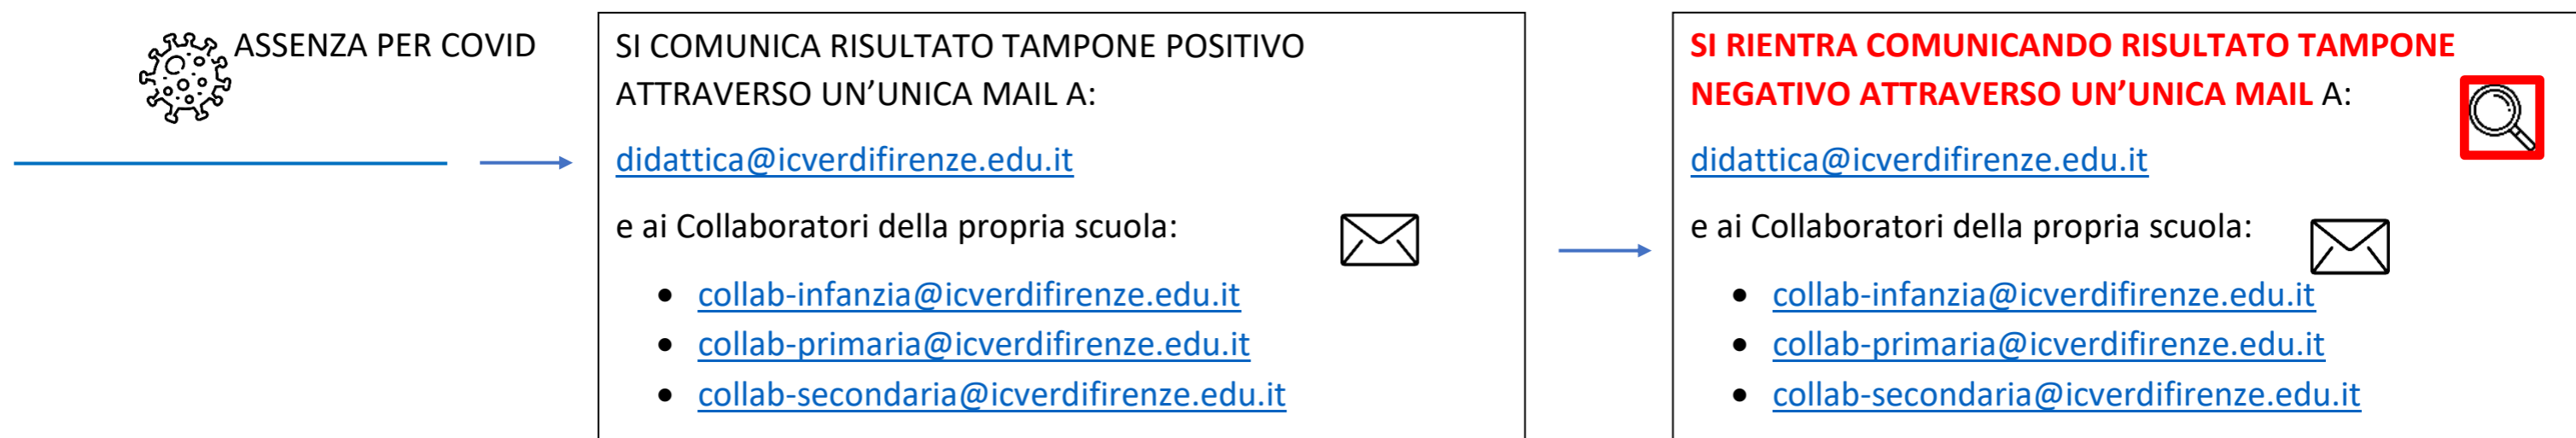 ASSENZA PER COVID
SI COMUNICA RISULTATO TAMPONE POSITIVO
ATTRAVERSO UN’UNICA MAIL A:
didattica@icverdifirenze.edu.it
e ai Collaboratori della propria scuola:
• collab-infanzia@icverdifirenze.edu.it
• collab-primaria@icverdifirenze.edu.it
• collab-secondaria@icverdifirenze.edu.it
SI RIENTRA COMUNICANDO RISULTATO TAMPONE
NEGATIVO ATTRAVERSO UN’UNICA MAIL A:
didattica@icverdifirenze.edu.it
e ai Collaboratori della propria scuola:
• collab-infanzia@icverdifirenze.edu.it
• collab-primaria@icverdifirenze.edu.it
• collab-secondaria@icverdifirenze.edu.it